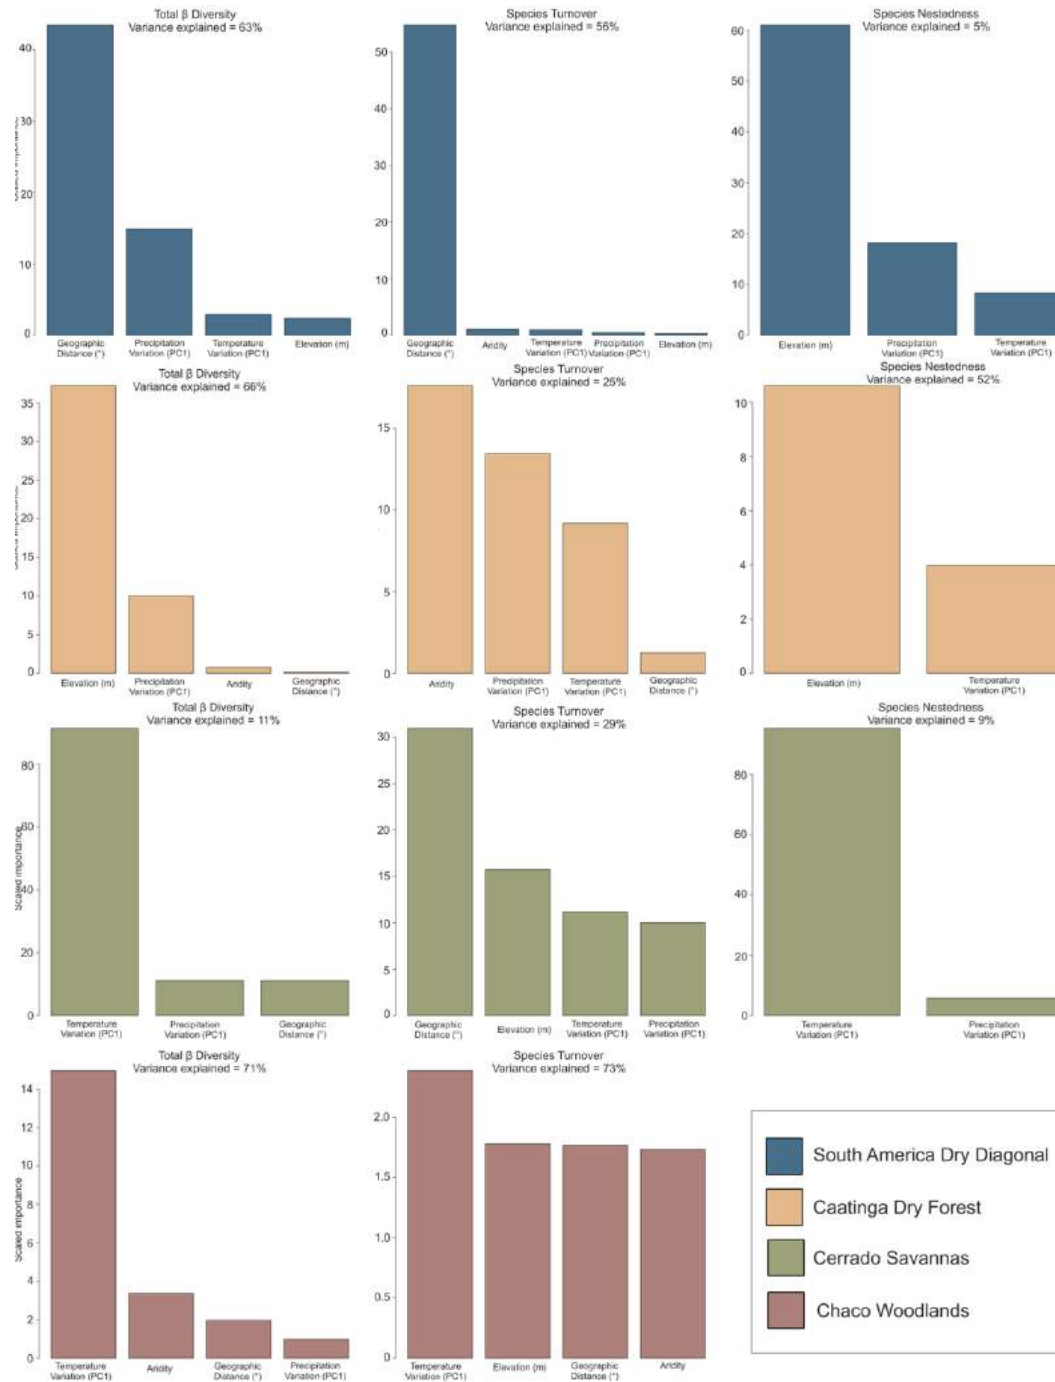 Total β Diversity
Variance explained = 63%
40
30
20
10
0
Geographic
Distance (°)
Precipitation
Variation (PC1)
Temperature
Variation (PC1)
Elevation (m)
Species Turnover
Variance explained = 56%
50
40
30
20
10
0
Geographic
Distance (°)
Aridity
Temperature
Variation (PC1)
Precipitation
Variation (PC1)
Elevation (m)
Species Nestedness
Variance explained = 5%
60
60
40
30
20
10
0
Elevation (m)
Precipitation
Variation (PC1)
Temperature
Variation (PC1)
Total β Diversity
Variance explained = 66%
35
30
25
20
15
10
5
0
Elevation (m)
Precipitation
Variation (PC1)
Aridity
Geographic
Distance (°)
Species Turnover
Variance explained = 25%
15
10
5
0
Aridity
Precipitation
Variation (PC1)
Temperature
Variation (PC1)
Geographic
Distance (°)
Species Nestedness
Variance explained = 52%
10
8
6
4
2
0
Elevation (m)
Temperature
Variation (PC1)
Total β Diversity
Variance explained = 11%
Scaled importance
80
60
40
20
0
Temperature
Variation (PC1)
Precipitation
Variation (PC1)
Geographic
Distance (°)
Species Turnover
Variance explained = 29%
30
25
30
15
10
5
0
Geographic
Distance (°)
Elevation (m)
Temperature
Variation (PC1)
Precipitation
Variation (PC1)
Species Nestedness
Variance explained = 9%
80
60
40
20
0
Temperature
Variation (PC1)
Precipitation
Variation (PC1)
Total β Diversity
Variance explained = 71%
Scaled importance
14
12
10
8
6
4
2
0
Temperature
Variation (PC1)
Aridity
Geographic
Distance (°)
Precipitation
Variation (PC1)
Species Turnover
Variance explained = 73%
2.0
1.5
1.0
0.5
0
Temperature
Variation (PC1)
Elevation (m)
Geographic
Distance (°)
Aridity
South America Dry Diagonal
Caatinga Dry Forest
Cerrado Savannas
Chaco Woodlands